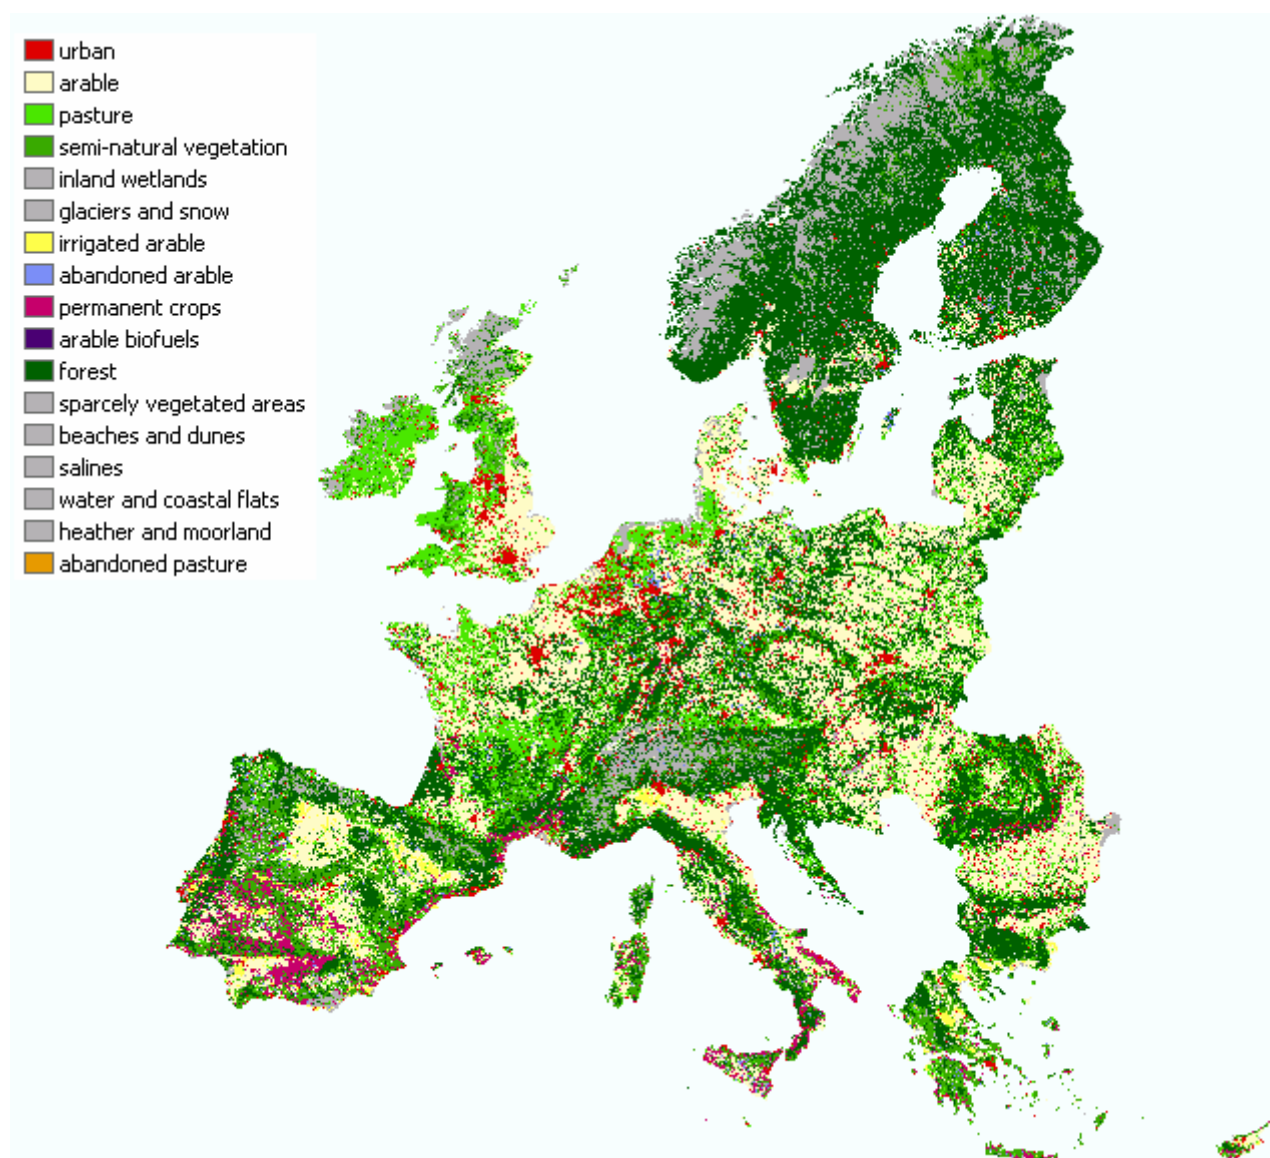 urban
arable
pasture
semi-natural vegetation
inland wetlands
glaciers and snow
irrigated arable
abandoned arable
permanent crops
arable biofuels
forest
sparcely vegetated areas
beaches and dunes
salines
water and coastal flats
heather and moorland
abandoned pasture